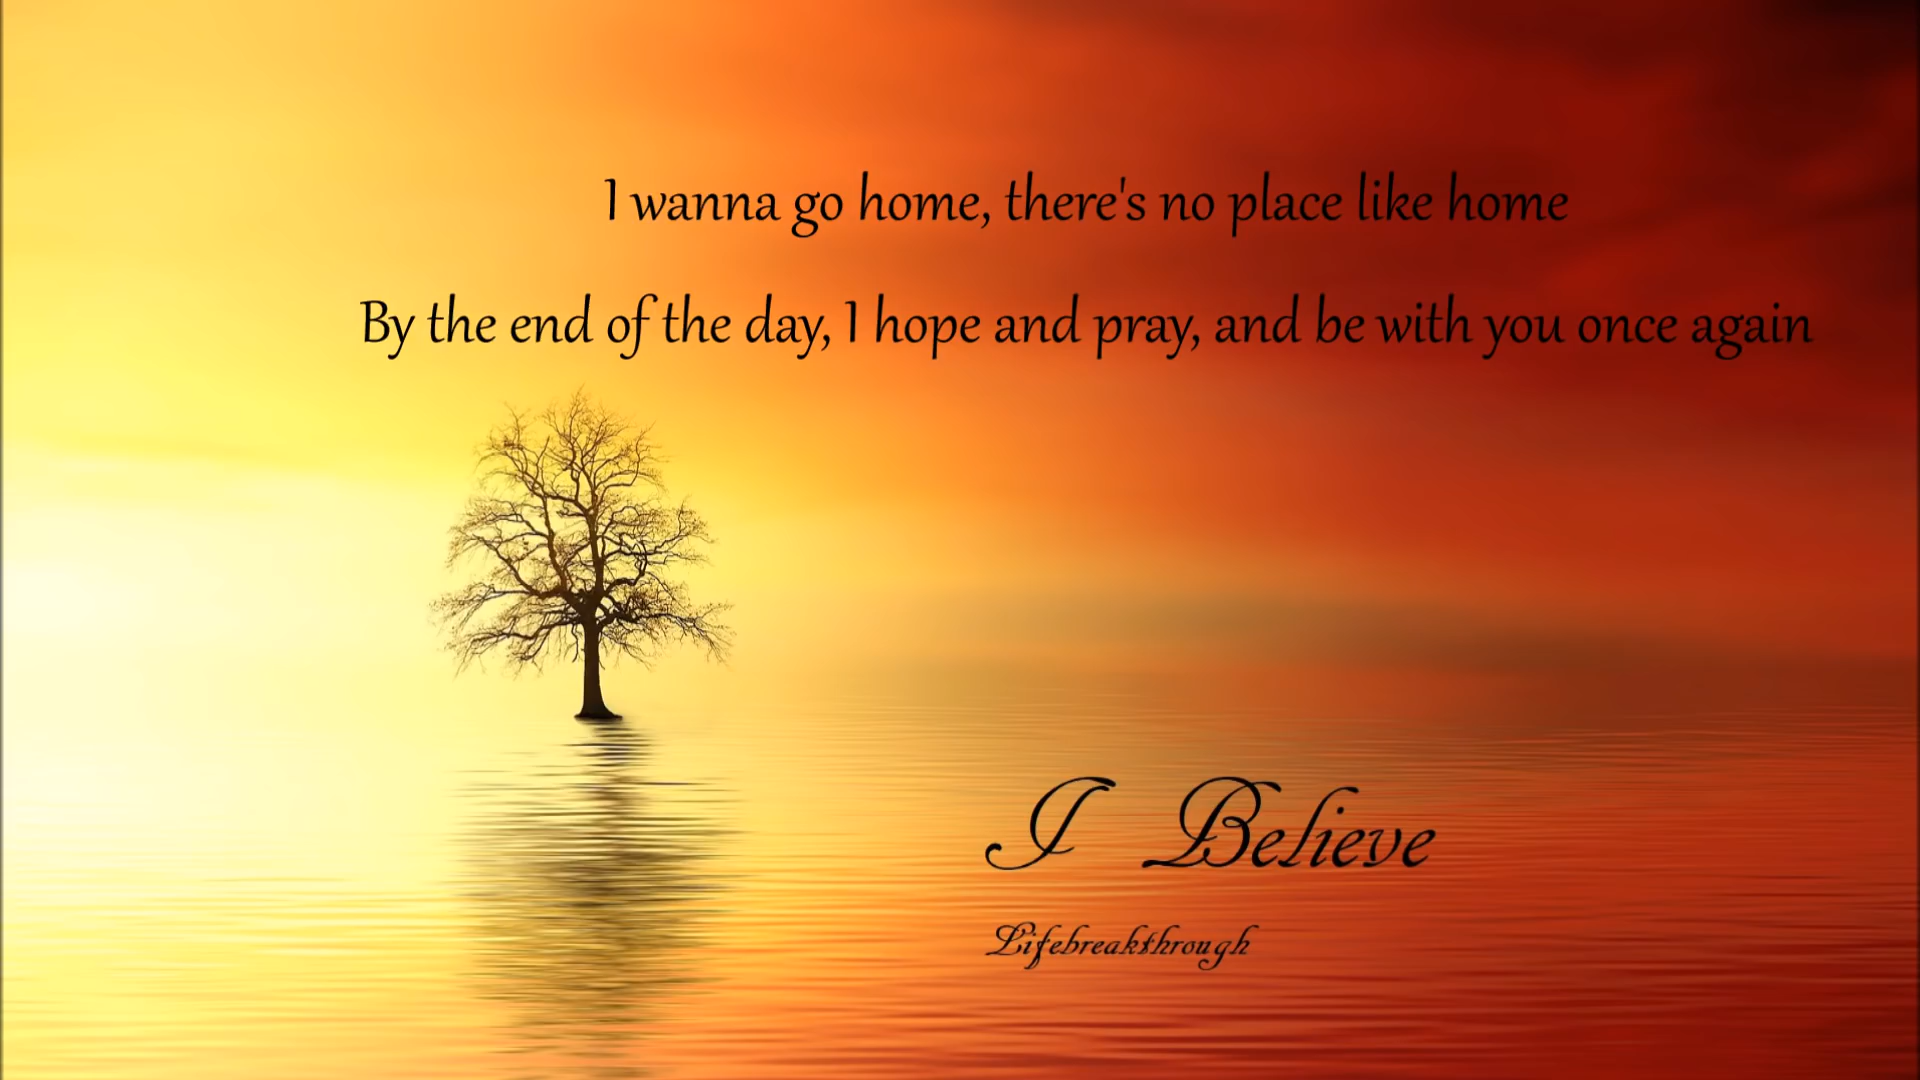 I wanna go home, there's no place like home
By the end of the day, I hope and pray, and be with you once again
I Believe
Lifebreakthrough